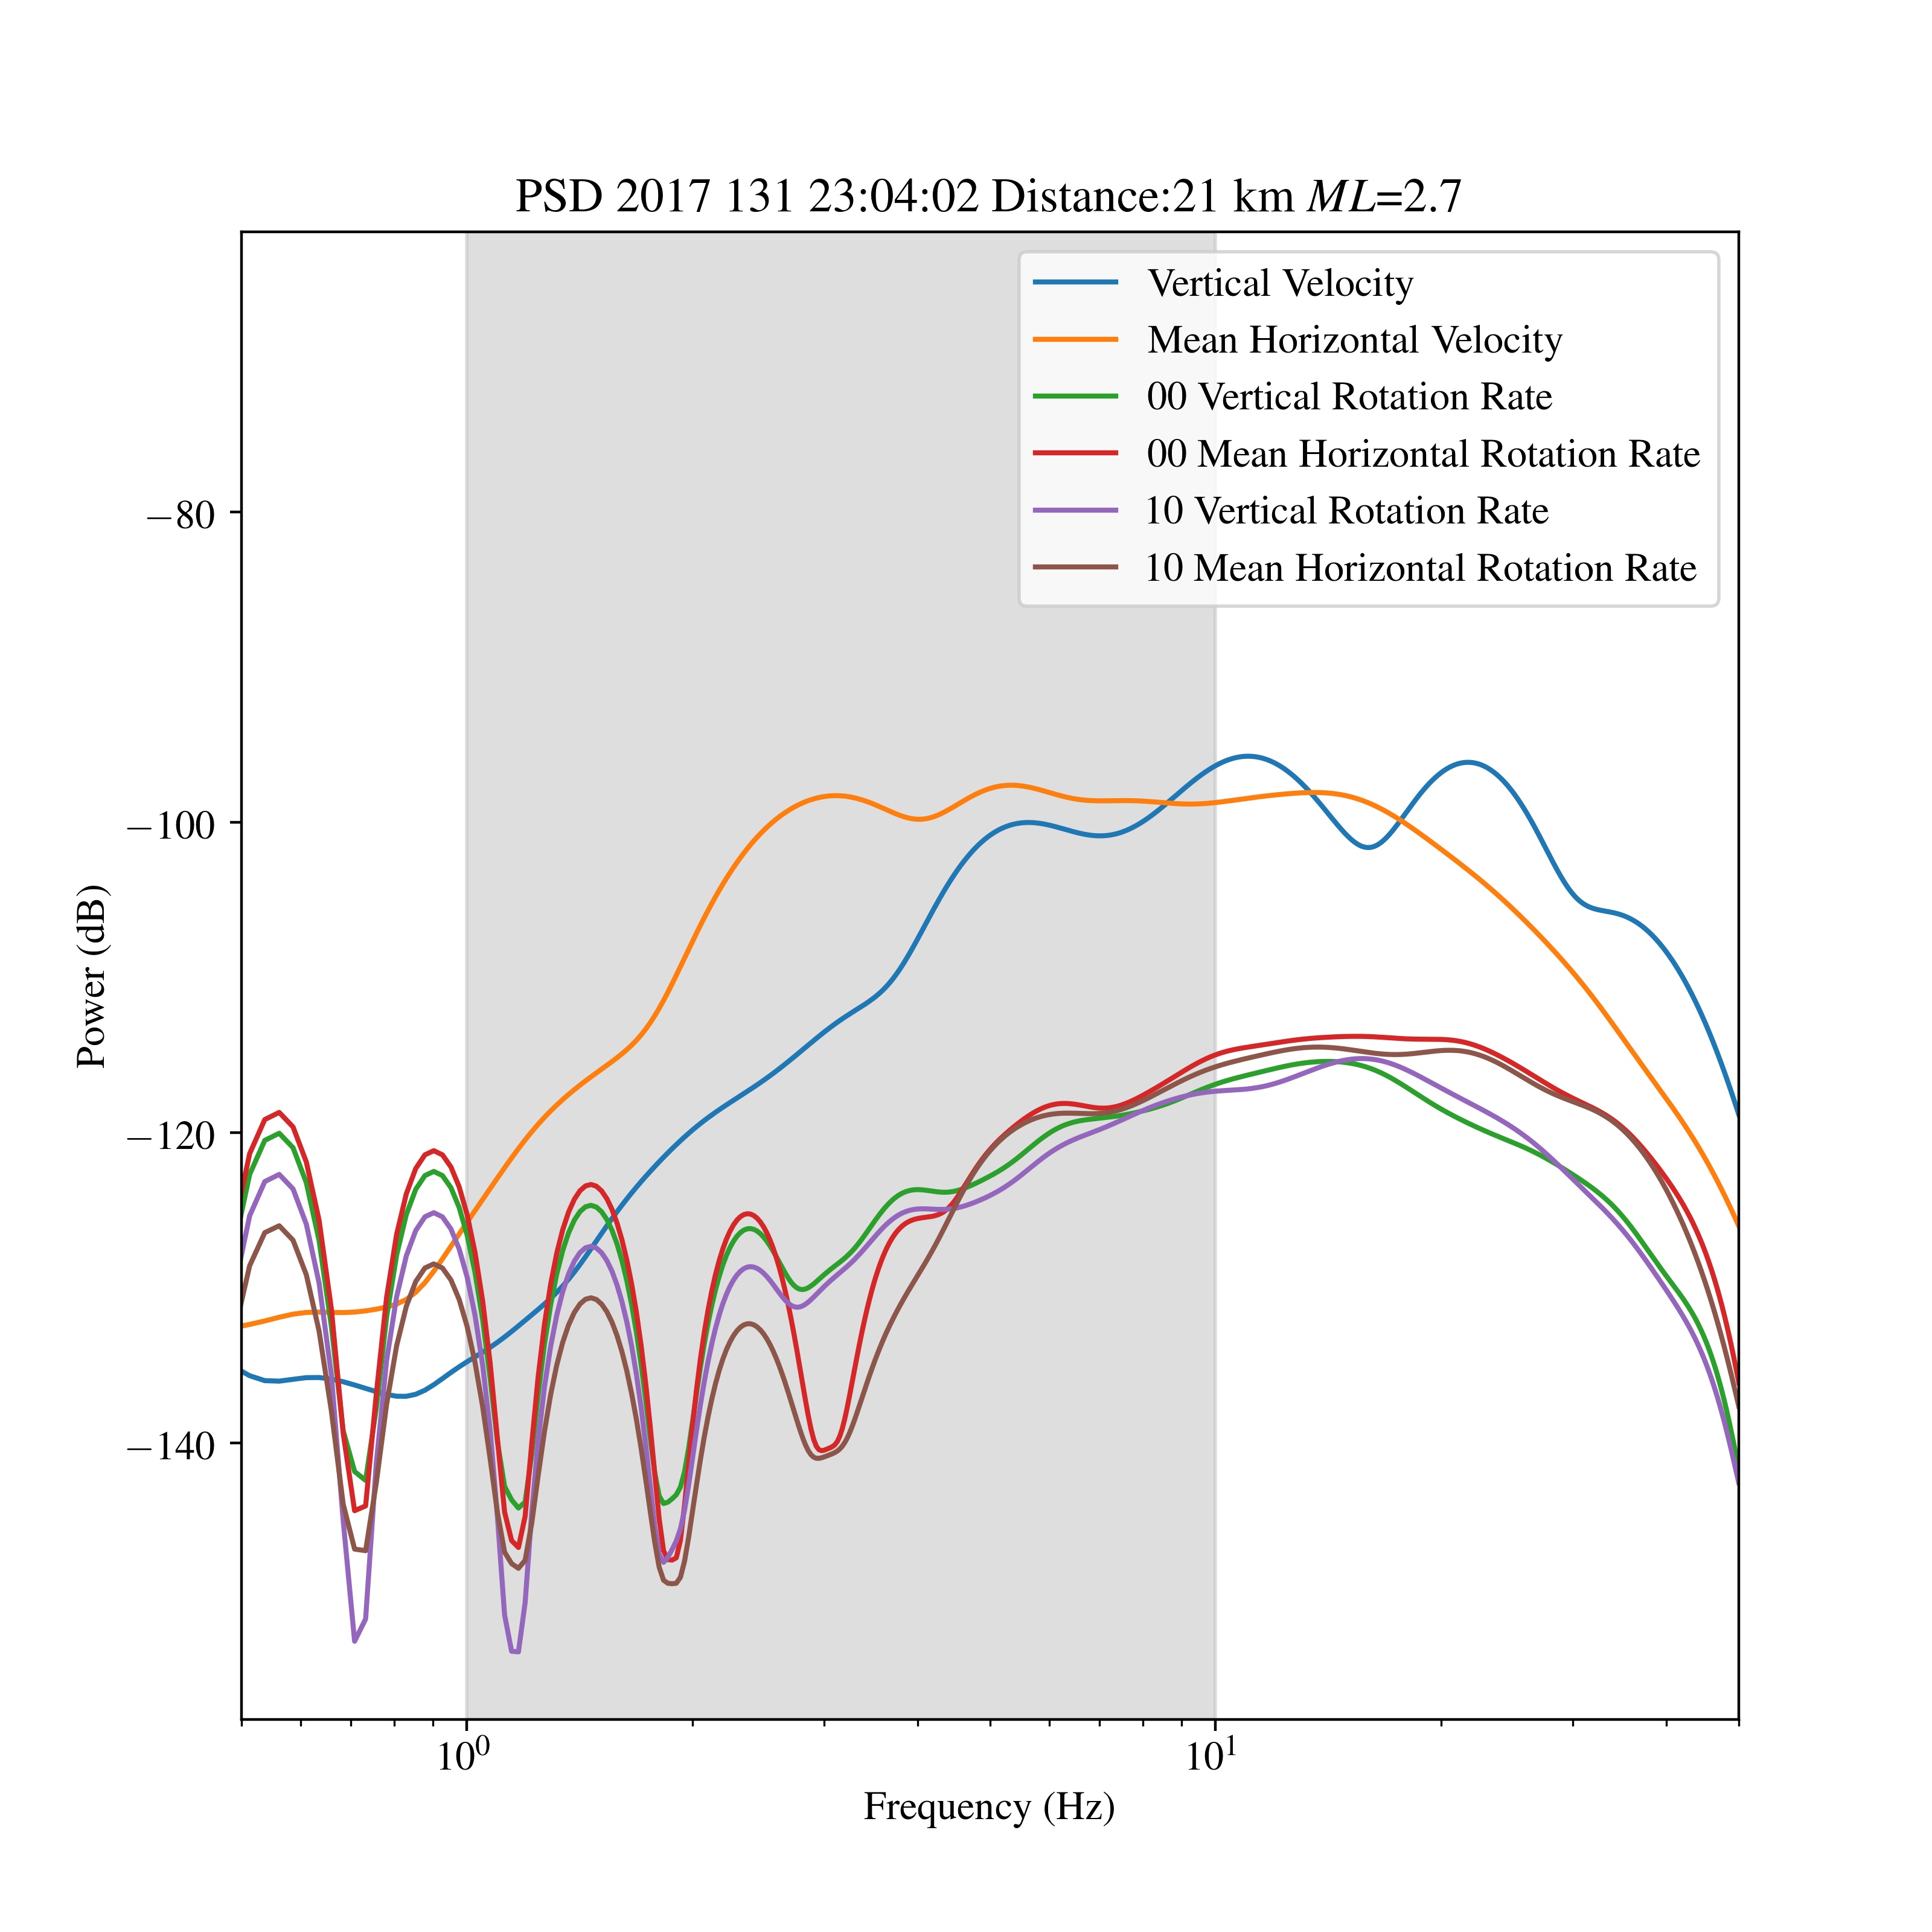 PSD 2017 131 23:04:02 Distance:21 km ML=2.7
Vertical Velocity
Mean Horizontal Velocity
00 Vertical Rotation Rate
00 Mean Horizontal Rotation Rate
10 Vertical Rotation Rate
10 Mean Horizontal Rotation Rate
−80
−100
−120
−140
Power (dB)
10⁰
10¹
Frequency (Hz)